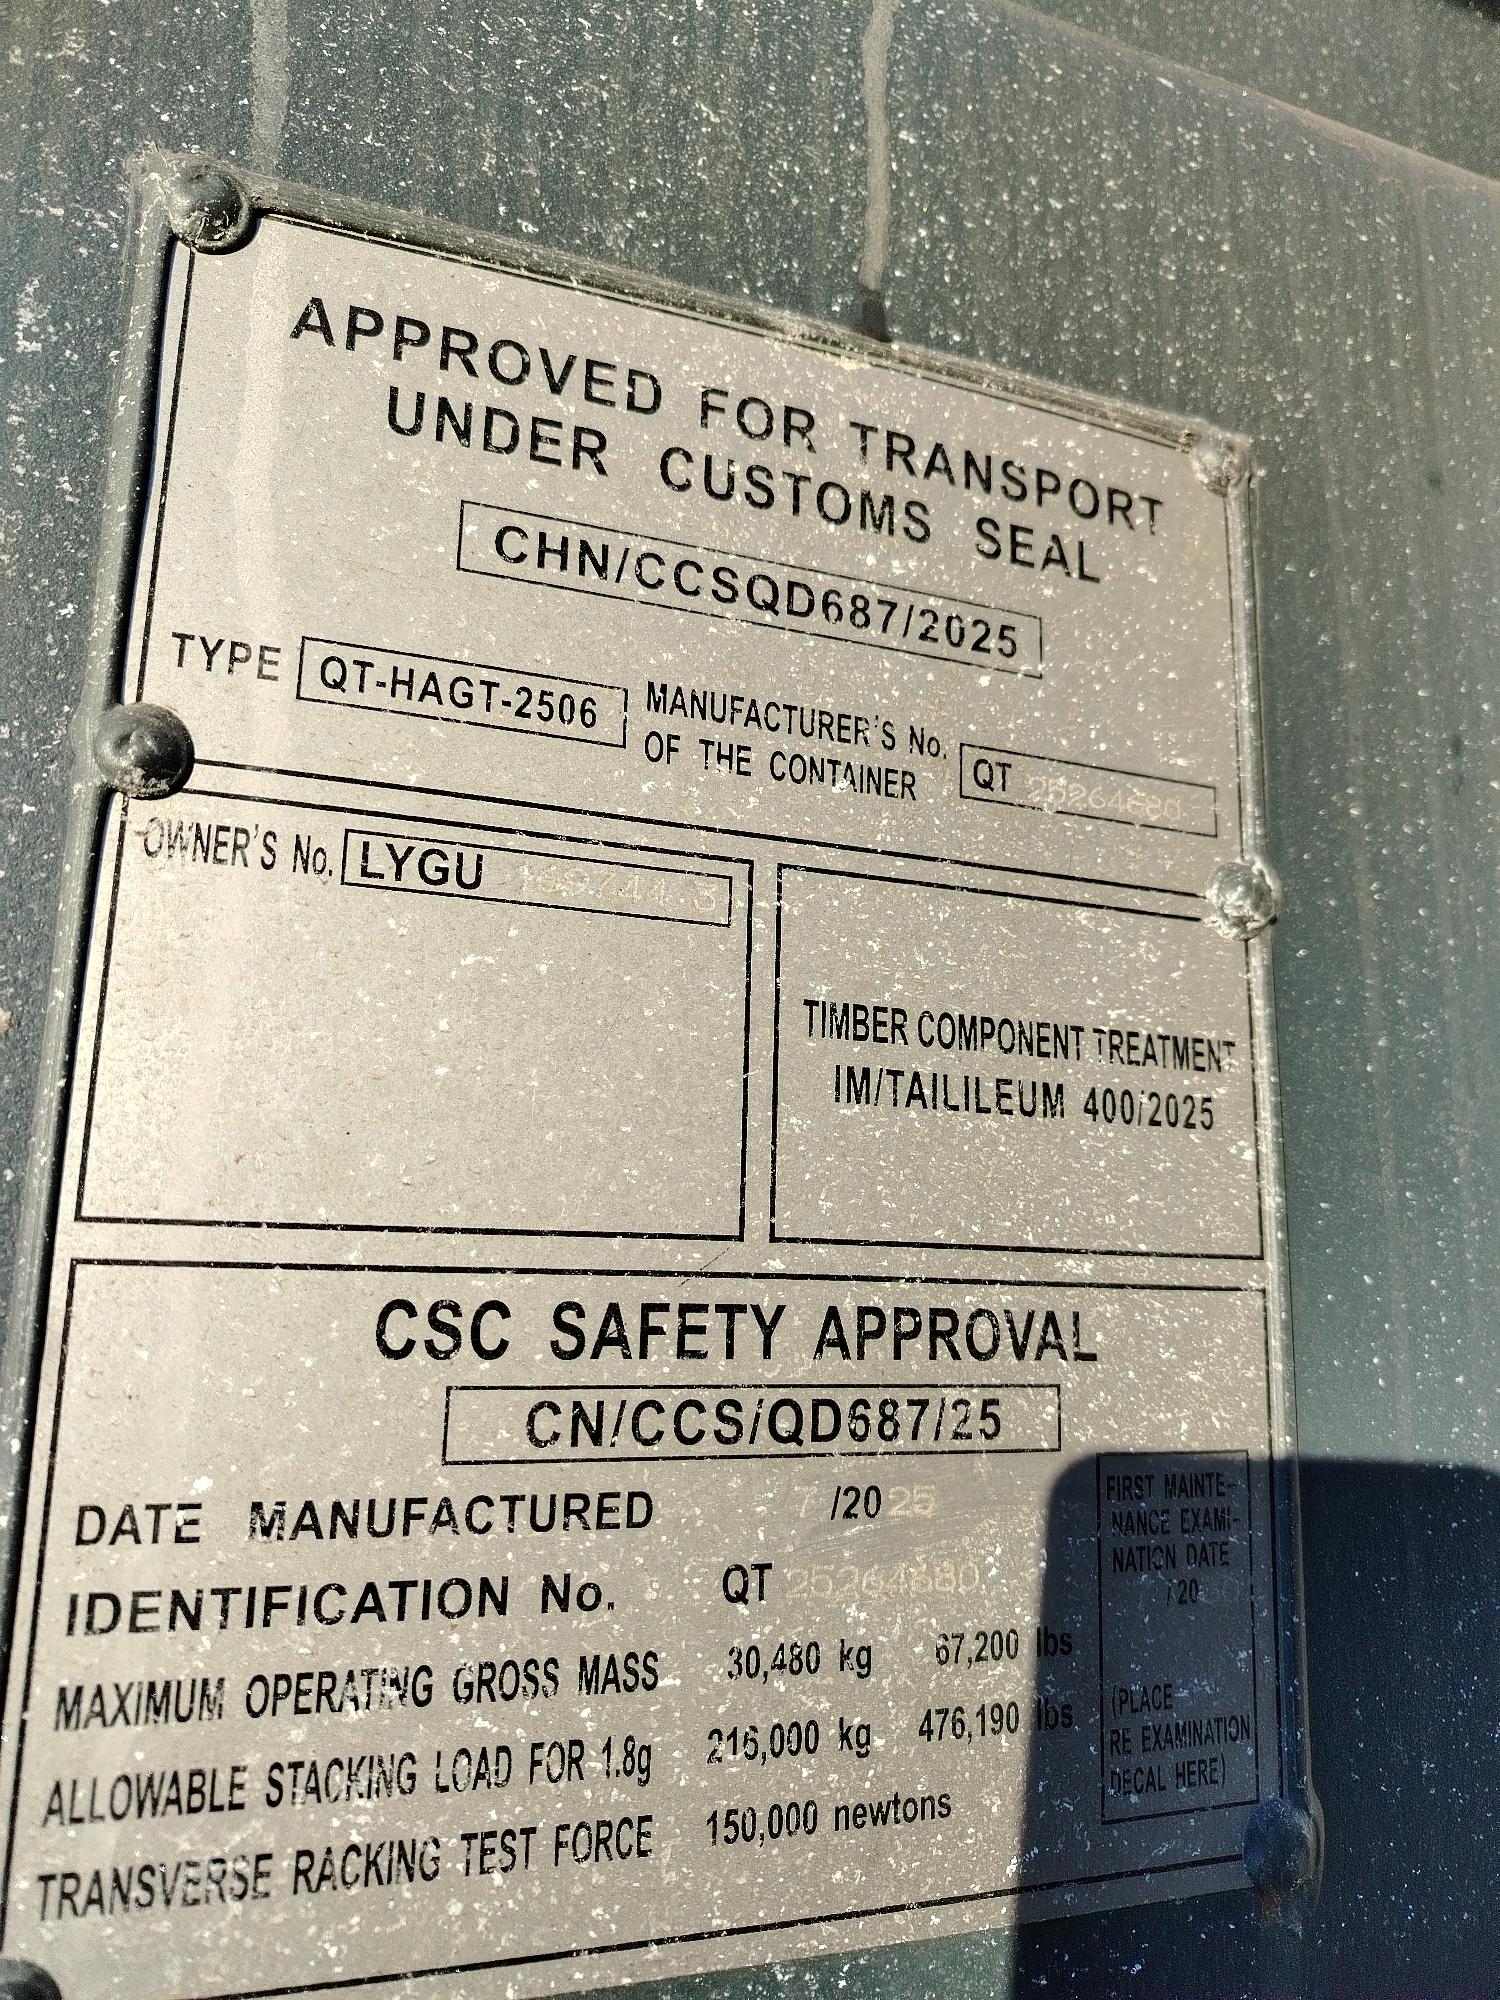 APPROVED FOR TRANSPORT
UNDER CUSTOMS SEAL
CHN/CCSQD687/2025
TYPE QT-HAGT-2506 MANUFACTURER'S No. OF THE CONTAINER QT
OWNER'S No. LYGU
TIMBER COMPONENT TREATMENT
IM/TAILILEUM 400/2025
CSC SAFETY APPROVAL
CN/CCS/QD687/25
DATE MANUFACTURED 7 /20 25
IDENTIFICATION No. QT
MAXIMUM OPERATING GROSS MASS 30,480 kg 67,200 lbs
ALLOWABLE STACKING LOAD FOR 1.8g 216,000 kg 476,190 lbs
TRANSVERSE RACKING TEST FORCE 150,000 newtons
FIRST MAINTE-
NANCE EXAMI-
NATION DATE
/20
(PLACE
RE EXAMINATION
DECAL HERE)